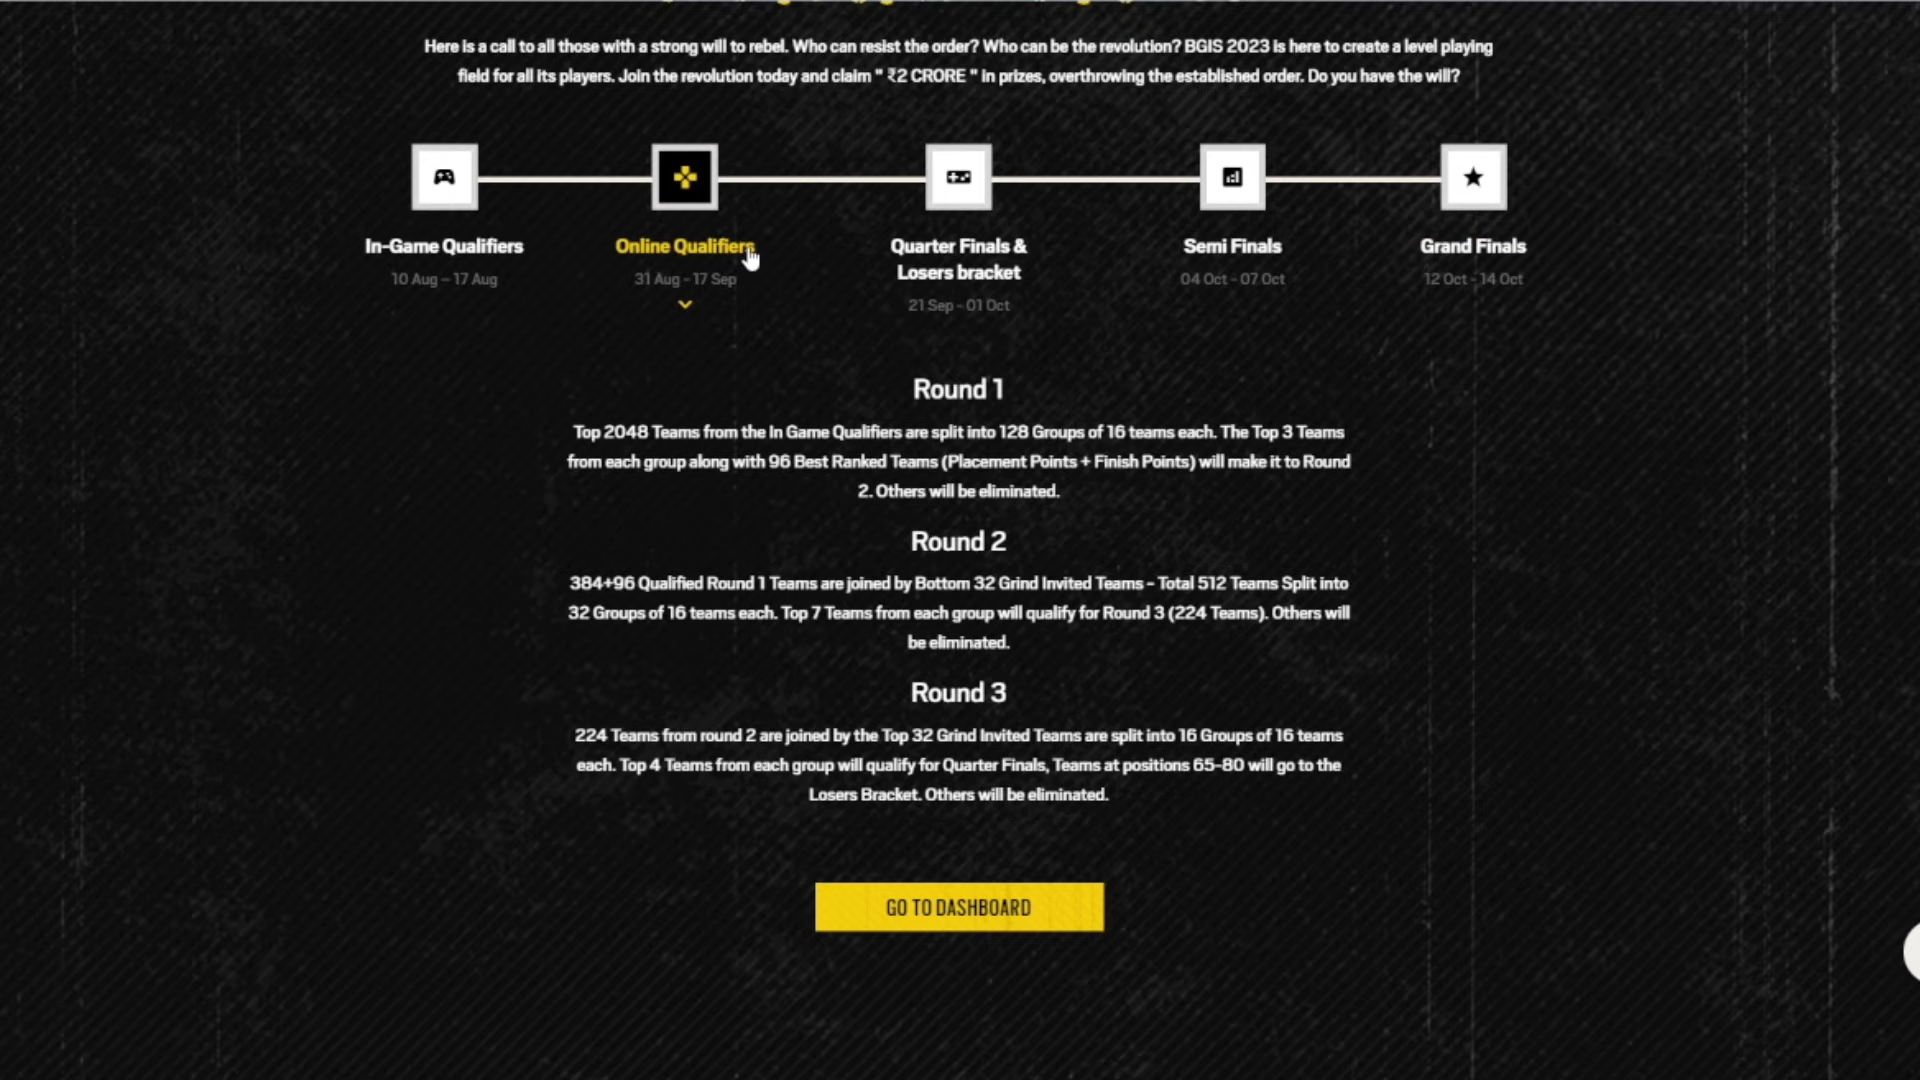 Here is a call to all those with a strong will to rebel. Who can resist the order? Who can be the revolution? BGIS 2023 is here to create a level playing
field for all its players. Join the revolution today and claim " ₹2 CRORE " in prizes, overthrowing the established order. Do you have the will?
In-Game Qualifiers
10 Aug – 17 Aug
Online Qualifiers
31 Aug - 17 Sep
Quarter Finals &
Losers bracket
21 Sep - 01 Oct
Semi Finals
04 Oct - 07 Oct
Grand Finals
12 Oct - 14 Oct
Round 1
Top 2048 Teams from the In Game Qualifiers are split into 128 Groups of 16 teams each. The Top 3 Teams
from each group along with 96 Best Ranked Teams (Placement Points + Finish Points) will make it to Round
2. Others will be eliminated.
Round 2
384+96 Qualified Round 1 Teams are joined by Bottom 32 Grind Invited Teams - Total 512 Teams Split into
32 Groups of 16 teams each. Top 7 Teams from each group will qualify for Round 3 (224 Teams). Others will
be eliminated.
Round 3
224 Teams from round 2 are joined by the Top 32 Grind Invited Teams are split into 16 Groups of 16 teams
each. Top 4 Teams from each group will qualify for Quarter Finals, Teams at positions 65-80 will go to the
Losers Bracket. Others will be eliminated.
GO TO DASHBOARD